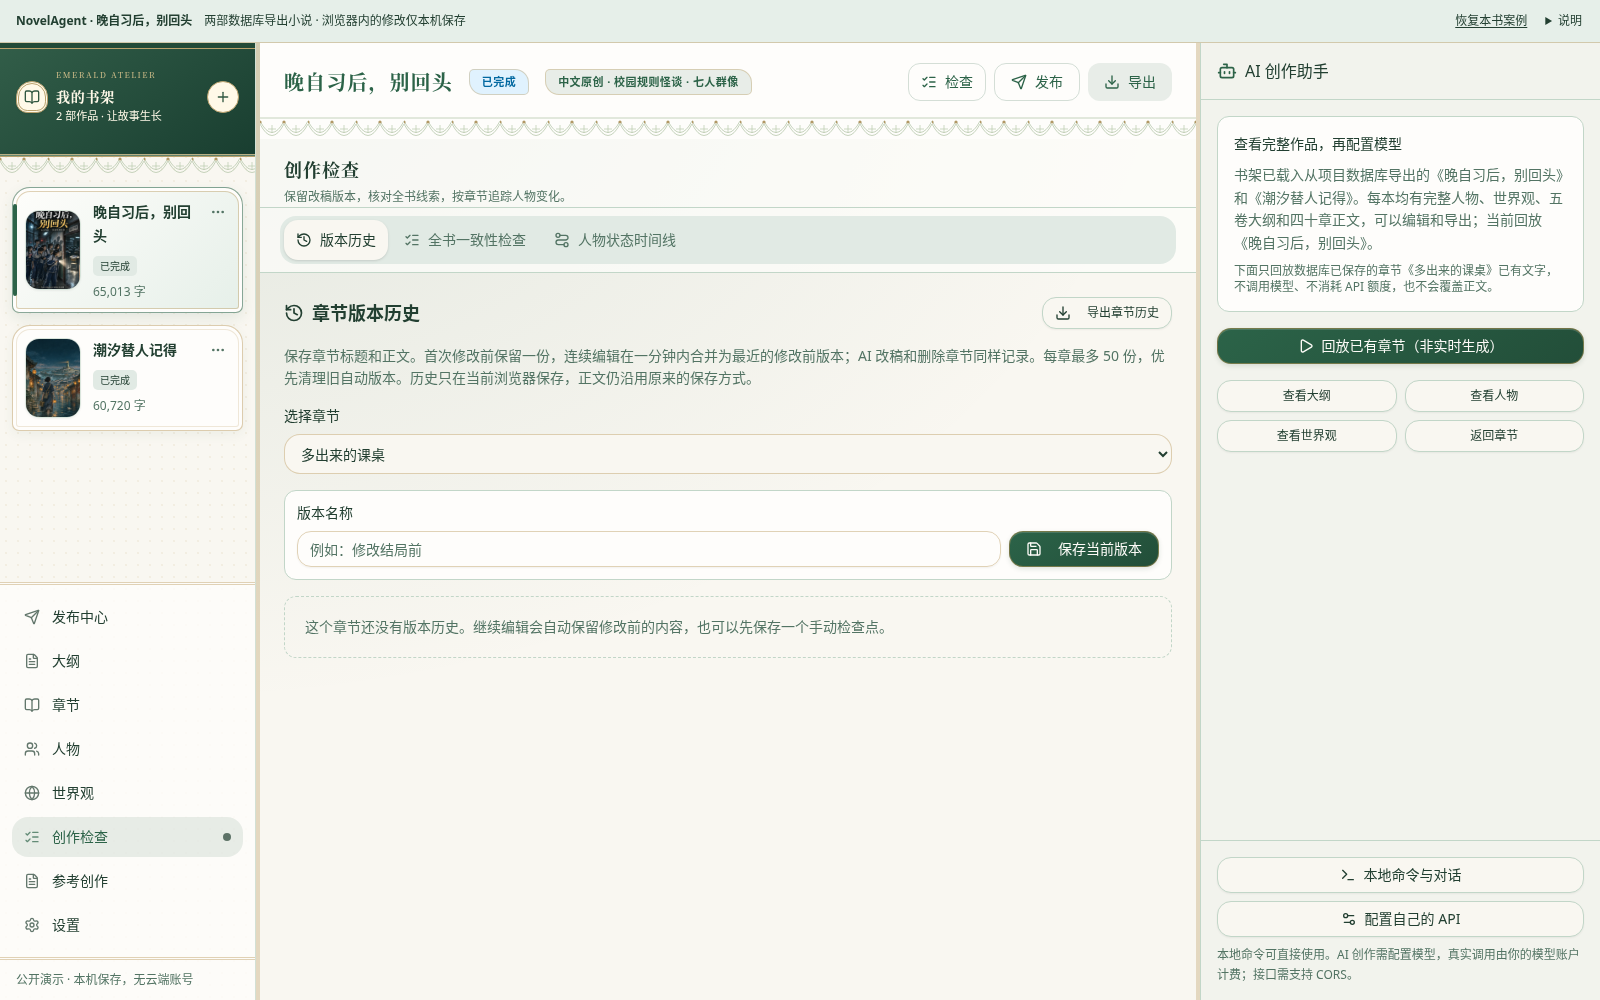 NovelAgent · 晚自习后，别回头
两部数据库导出小说 · 浏览器内的修改仅本机保存
恢复本书案例
说明
EMERALD ATELIER
我的书架
2 部作品 · 让故事生长
晚自习后，别回头
已完成
65,013 字
潮汐替人记得
已完成
60,720 字
发布中心
大纲
章节
人物
世界观
创作检查
参考创作
设置
公开演示 · 本机保存，无云端账号
晚自习后，别回头
已完成
中文原创 · 校园规则怪谈 · 七人群像
检查
发布
导出
创作检查
保留改稿版本，核对全书线索，按章节追踪人物变化。
版本历史
全书一致性检查
人物状态时间线
章节版本历史
导出章节历史
保存章节标题和正文。首次修改前保留一份，连续编辑在一分钟内合并为最近的修改前版本；AI 改稿和删除章节同样记录。每章最多 50 份，优
先清理旧自动版本。历史只在当前浏览器保存，正文仍沿用原来的保存方式。
选择章节
多出来的课桌
版本名称
例如：修改结局前
保存当前版本
这个章节还没有版本历史。继续编辑会自动保留修改前的内容，也可以先保存一个手动检查点。
AI 创作助手
查看完整作品，再配置模型
书架已载入从项目数据库导出的《晚自习后，别回头》
和《潮汐替人记得》。每本均有完整人物、世界观、五
卷大纲和四十章正文，可以编辑和导出；当前回放
《晚自习后，别回头》。
下面只回放数据库已保存的章节《多出来的课桌》已有文字，
不调用模型、不消耗 API 额度，也不会覆盖正文。
回放已有章节（非实时生成）
查看大纲
查看人物
查看世界观
返回章节
本地命令与对话
配置自己的 API
本地命令可直接使用。AI 创作需配置模型，真实调用由你的模型账户
计费；接口需支持 CORS。